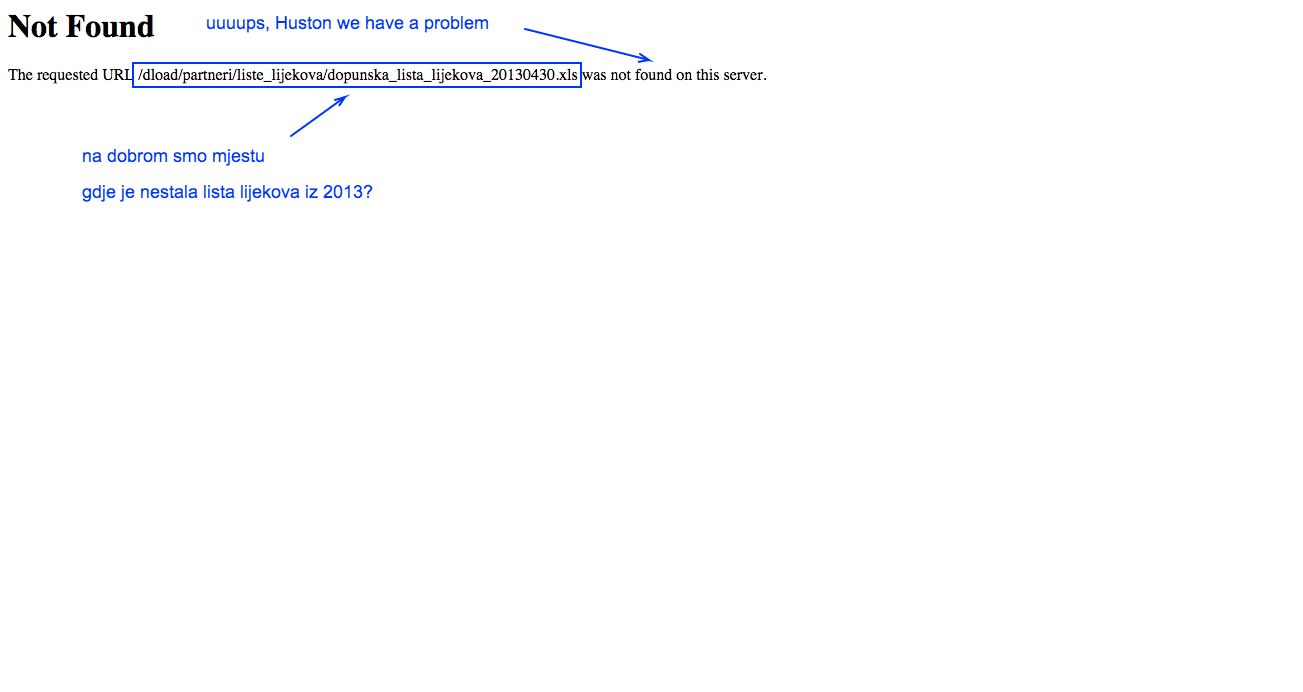 Not Found
uuuups, Huston we have a problem
The requested URL /dload/partneri/liste_lijekova/dopunska_lista_lijekova_20130430.xls was not found on this server.
na dobrom smo mjestu
gdje je nestala lista lijekova iz 2013?